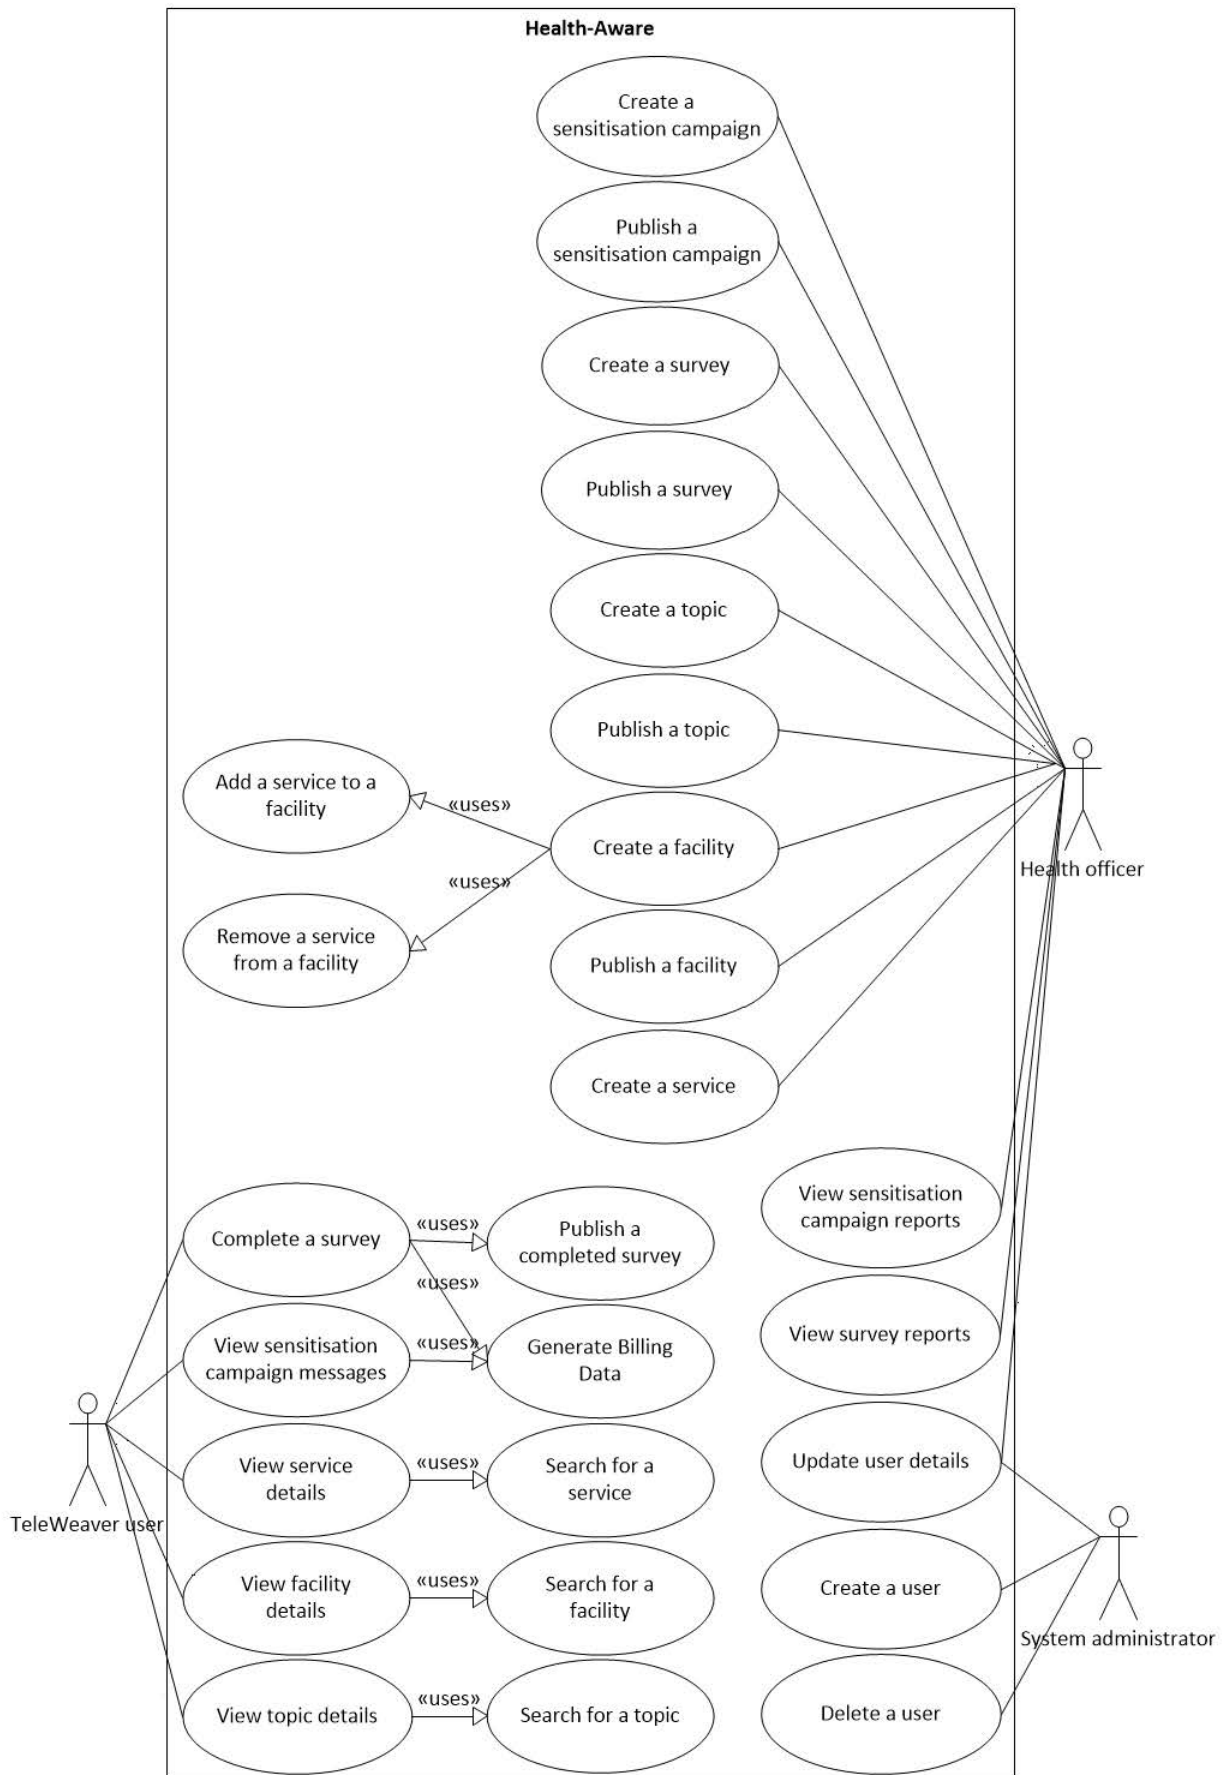 Health-Aware
Create a
sensitisation campaign
Publish a
sensitisation campaign
Create a survey
Publish a survey
Create a topic
Publish a topic
Add a service to a
facility
«uses»
Create a facility
Health officer
«uses»
Remove a service
from a facility
Publish a facility
Create a service
View sensitisation
campaign reports
Complete a survey
«uses»
Publish a
completed survey
«uses»
View survey reports
View sensitisation
campaign messages
«uses»
Generate Billing
Data
TeleWeaver user
View service
details
«uses»
Search for a
service
Update user details
View facility
details
«uses»
Search for a
facility
Create a user
System administrator
View topic details
«uses»
Search for a topic
Delete a user